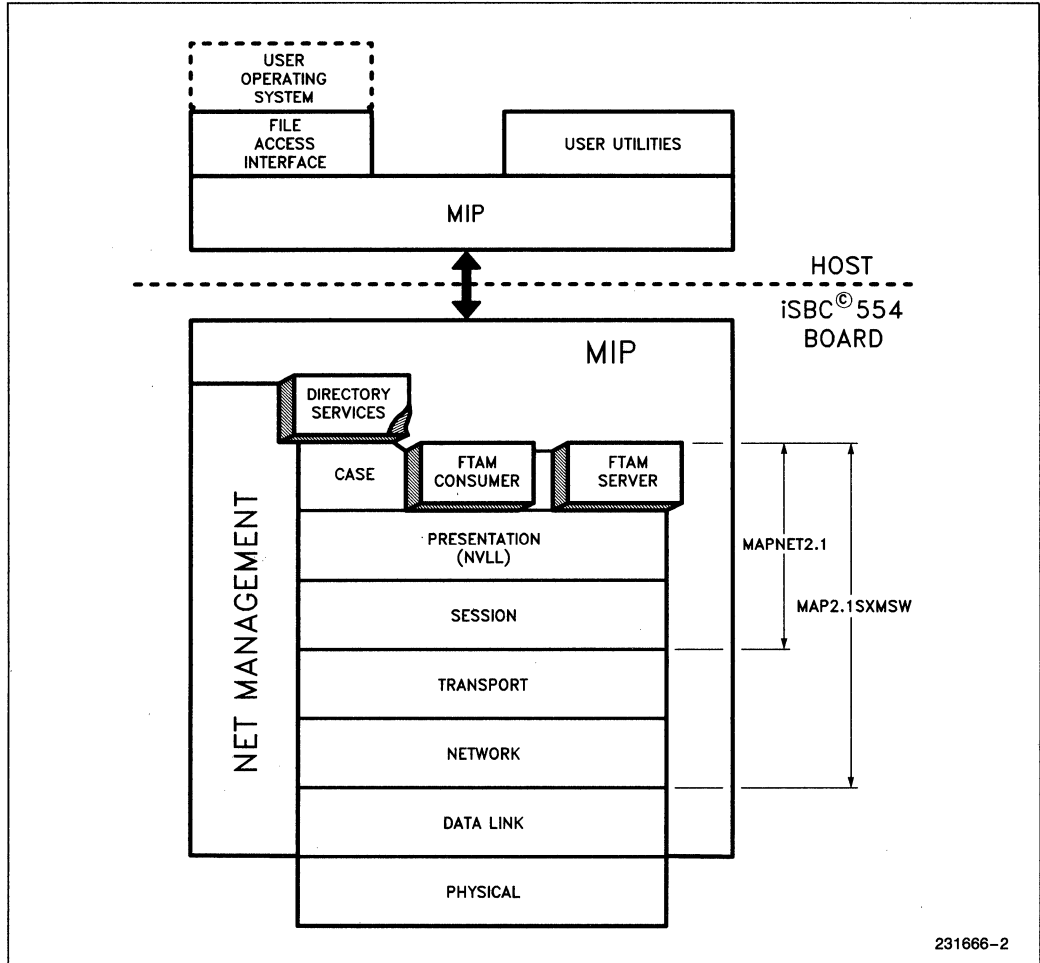 USER
OPERATING
SYSTEM
FILE
ACCESS
INTERFACE
USER UTILITIES
MIP
HOST
iSBC© 554
BOARD
MIP
DIRECTORY
SERVICES
CASE
FTAM
CONSUMER
FTAM
SERVER
NET MANAGEMENT
PRESENTATION
(NVLL)
MAPNET2.1
MAP2.1SXMSW
SESSION
TRANSPORT
NETWORK
DATA LINK
PHYSICAL
231666-2